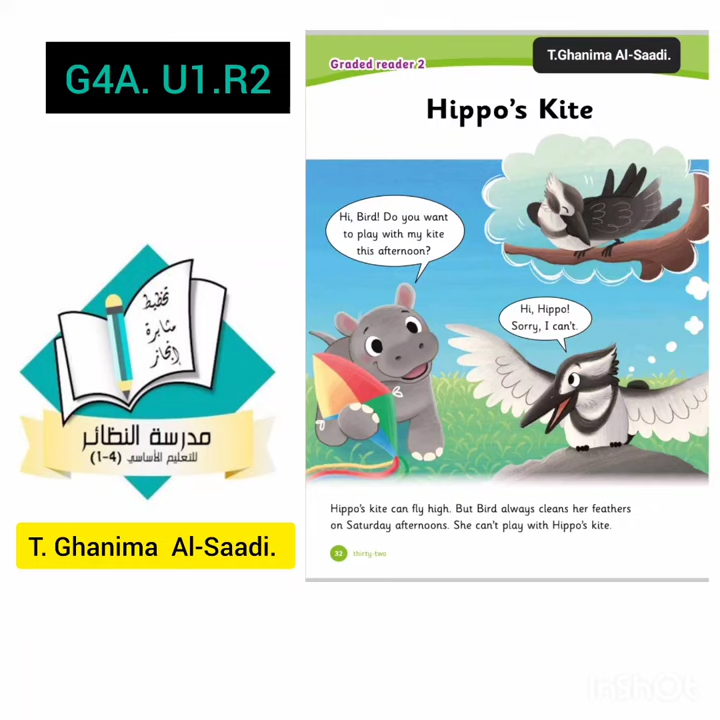 G4A. U1.R2
تخطيط
مثابرة
إنجاز
مدرسة النظائر
للتعليم الأساسي (1-4)
T. Ghanima Al-Saadi.
Graded reader 2
T.Ghanima Al-Saadi.
Hippo's Kite
Hi, Bird! Do you want
to play with my kite
this afternoon?
Hi, Hippo!
Sorry, I can't.
Hippo's kite can fly high. But Bird always cleans her feathers
on Saturday afternoons. She can't play with Hippo's kite.
32 thirty-two
InShOt